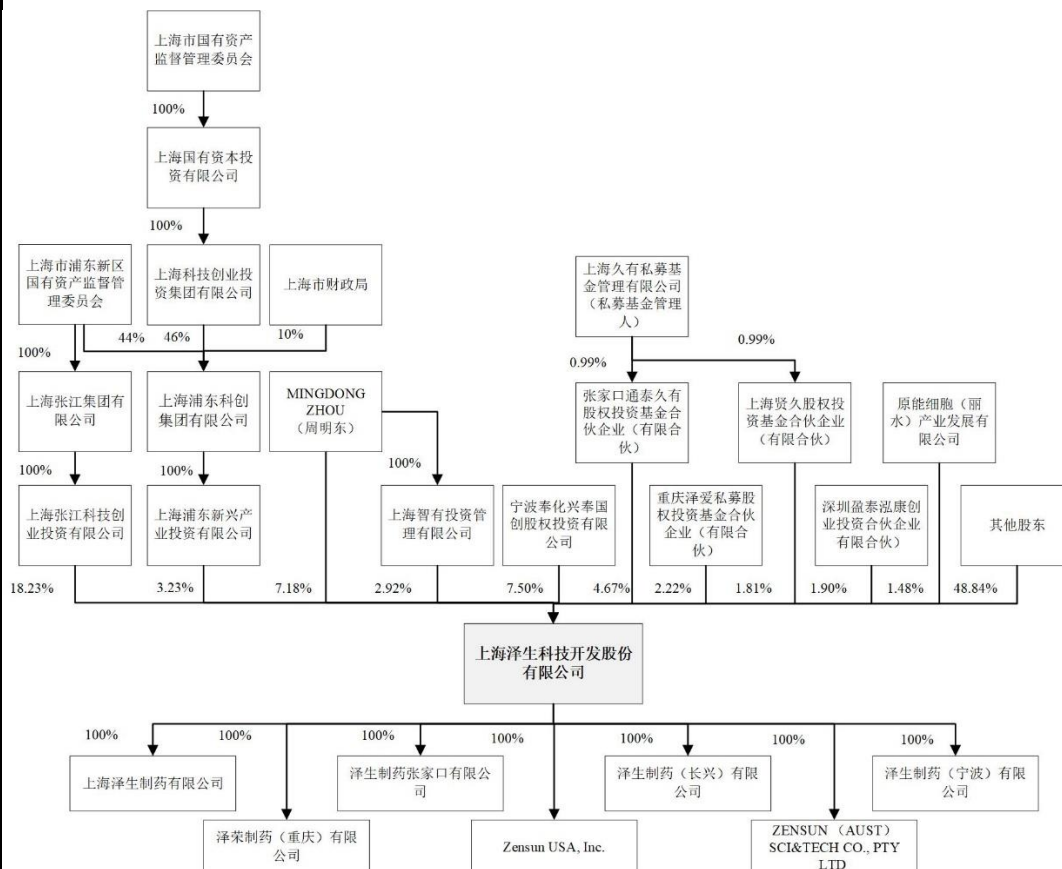 上海市国有资产
监督管理委员会
100%
上海国有资本投
资有限公司
100%
上海市浦东新区
国有资产监督管
理委员会
上海科技创业投
资集团有限公司
上海市财政局
上海久有私募基
金管理有限公司
（私募基金管理
人）
44%
46%
10%
100%
0.99%
0.99%
上海张江集团有
限公司
上海浦东科创
集团有限公司
MINGDONG
ZHOU
（周明东）
张家口通泰久有
股权投资基金合
伙企业（有限合
伙）
上海贤久股权投
资基金合伙企业
（有限合伙）
原能细胞（丽
水）产业发展有
限公司
100%
100%
100%
上海张江科技创
业投资有限公司
上海浦东新兴产
业投资有限公司
上海智有投资管
理有限公司
宁波奉化兴奉国
创股权投资有限
公司
重庆泽爱私募股
权投资基金合伙
企业（有限合
伙）
深圳盈泰泓康创
业投资合伙企业
有限合伙）
其他股东
18.23%
3.23%
7.18%
2.92%
7.50%
4.67%
2.22%
1.81%
1.90%
1.48%
48.84%
上海泽生科技开发股份
有限公司
100%
100%
100%
100%
100%
100%
100%
上海泽生制药有限公司
泽生制药张家口有限公
司
泽生制药（长兴）有限
公司
泽生制药（宁波）有限
公司
泽荣制药（重庆）有限
公司
Zensun USA, Inc.
ZENSUN （AUST）
SCI&TECH CO., PTY
LTD